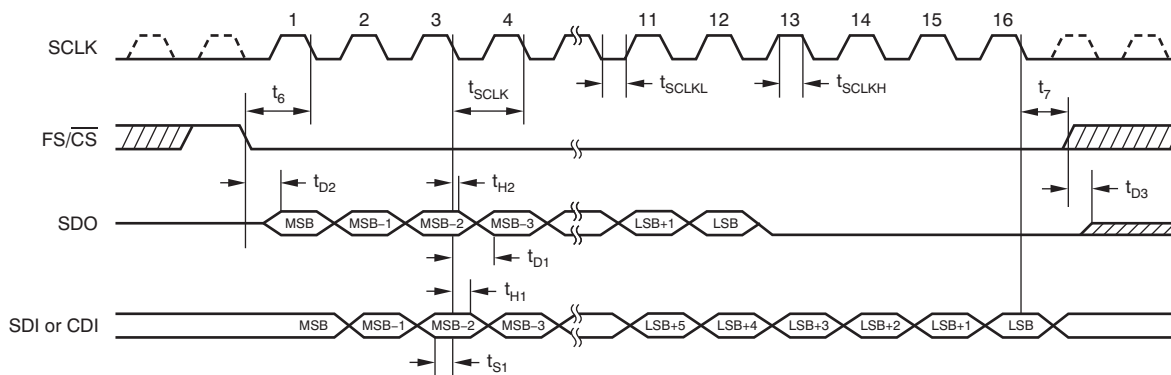 1 2 3 4 11 12 13 14 15 16
SCLK
t6 tSCLK tSCLKL tSCLKH t7
FS/C̅S̅
tD2 tH2 tD3
SDO MSB MSB–1 MSB–2 MSB–3 LSB+1 LSB
tD1
tH1
SDI or CDI MSB MSB–1 MSB–2 MSB–3 LSB+5 LSB+4 LSB+3 LSB+2 LSB+1 LSB
tS1